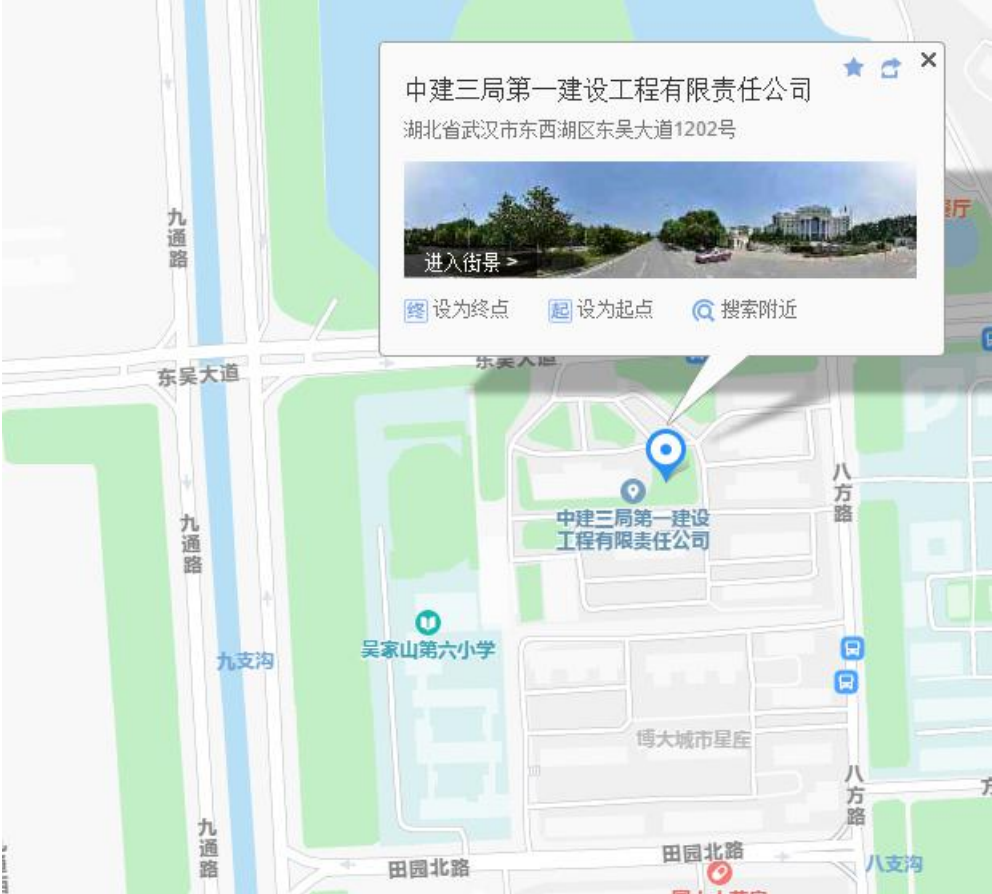 中建三局第一建设工程有限责任公司
湖北省武汉市东西湖区东吴大道1202号
进入街景 >
终 设为终点
起 设为起点
搜索附近
厅
九通路
东吴大道
东吴大道
八方路
中建三局第一建设
工程有限责任公司
九通路
吴家山第六小学
九支沟
博大城市星座
八方路
九通路
田园北路
田园北路
八支沟